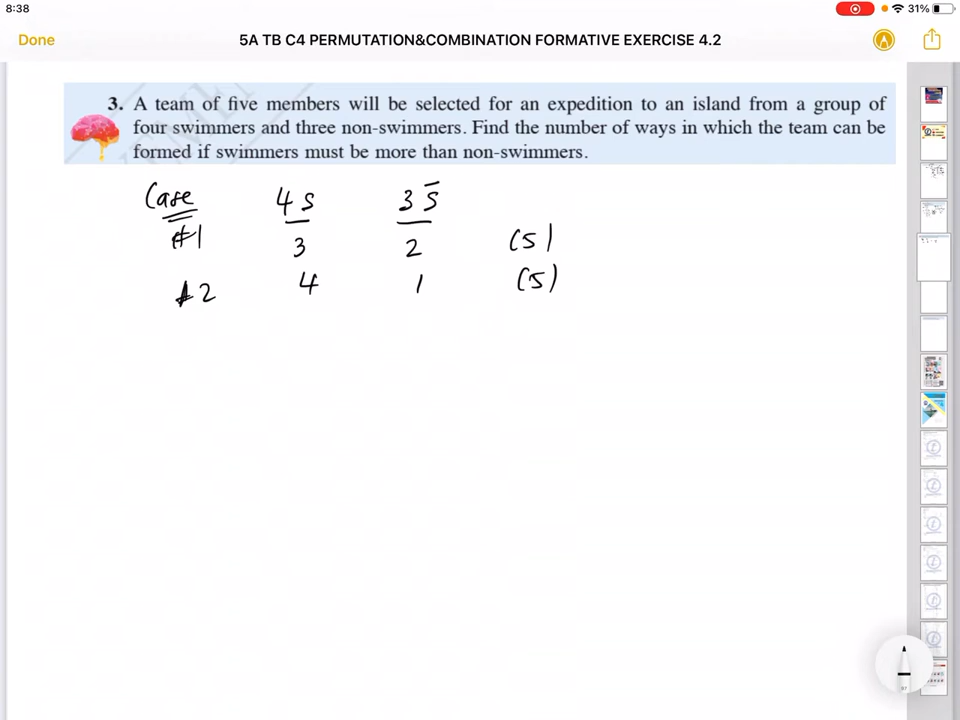 8:38
31%
Done
5A TB C4 PERMUTATION&COMBINATION FORMATIVE EXERCISE 4.2
3. A team of five members will be selected for an expedition to an island from a group of
four swimmers and three non-swimmers. Find the number of ways in which the team can be
formed if swimmers must be more than non-swimmers.
Case 4 S 3 S̅
#1 3 2 (5)
#2 4 1 (5)
97